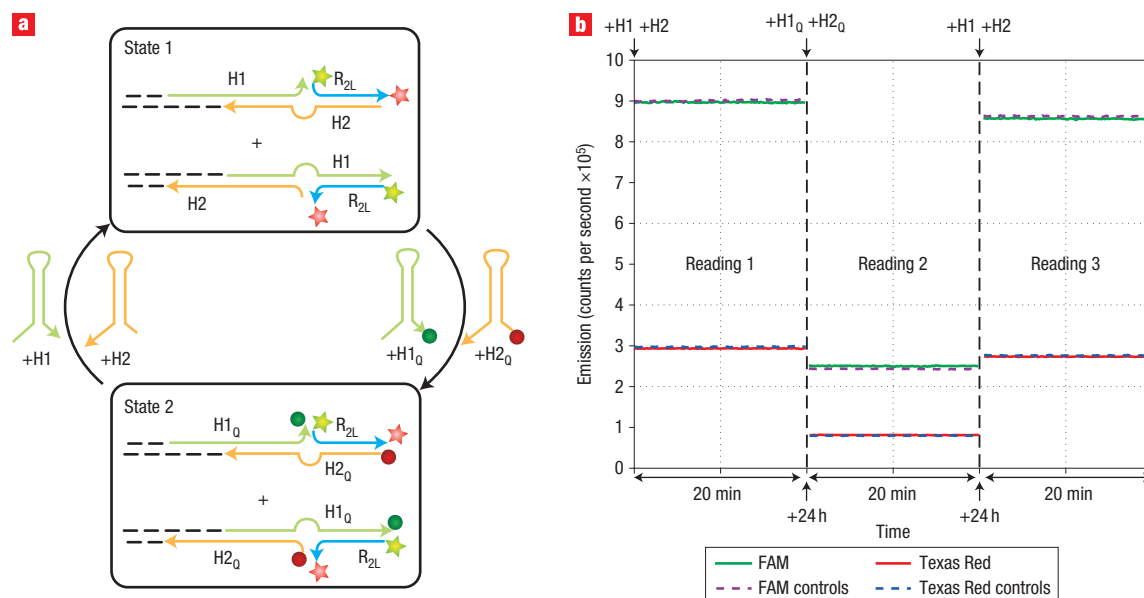 a
State 1
H1
R2L
H2
+
H1
H2
R2L
+H1
+H2
+H1Q
+H2Q
State 2
H1Q
R2L
H2Q
+
H1Q
H2Q
R2L
b
+H1 +H2
+H1Q +H2Q
+H1 +H2
Emission (counts per second ×10⁵)
10
9
8
7
6
5
4
3
2
1
0
Reading 1
Reading 2
Reading 3
20 min
20 min
20 min
+24 h
+24 h
Time
FAM
Texas Red
FAM controls
Texas Red controls